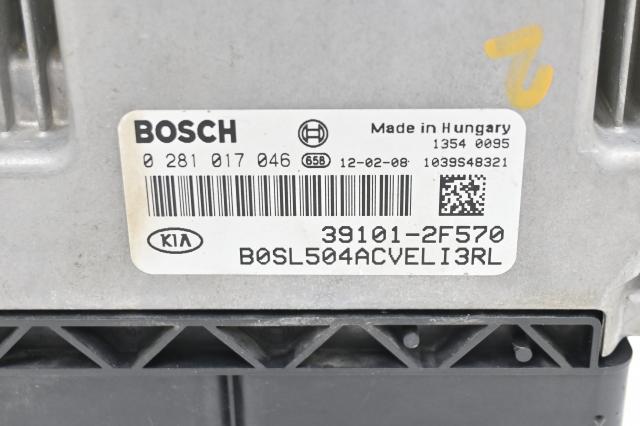 BOSCH
Made in Hungary
1354 0095
0 281 017 046 658 12-02-08 1039S48321
KIA
39101-2F570
B0SL504ACVELI3RL
2